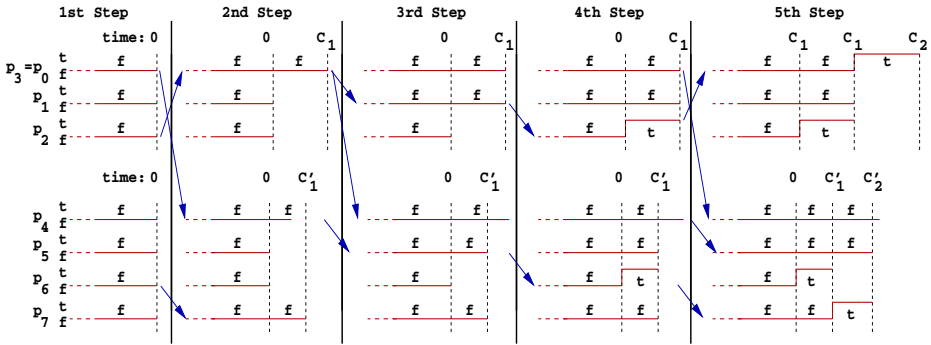 1st Step 2nd Step 3rd Step 4th Step 5th Step
time: 0 0 C1 0 C1 0 C1 C1 C1 C2
p3=p0 t f f f f f f f f f f t
p1 t f f f f f f f f f
p2 t f f f f f t f t
time: 0 0 C′1 0 C′1 0 C′1 0 C′1 C′2
p4 t f f f f f f f f f f f
p5 t f f f f f f f f f f
p6 t f f f f f t f t
p7 t f f f f f f f f f f t